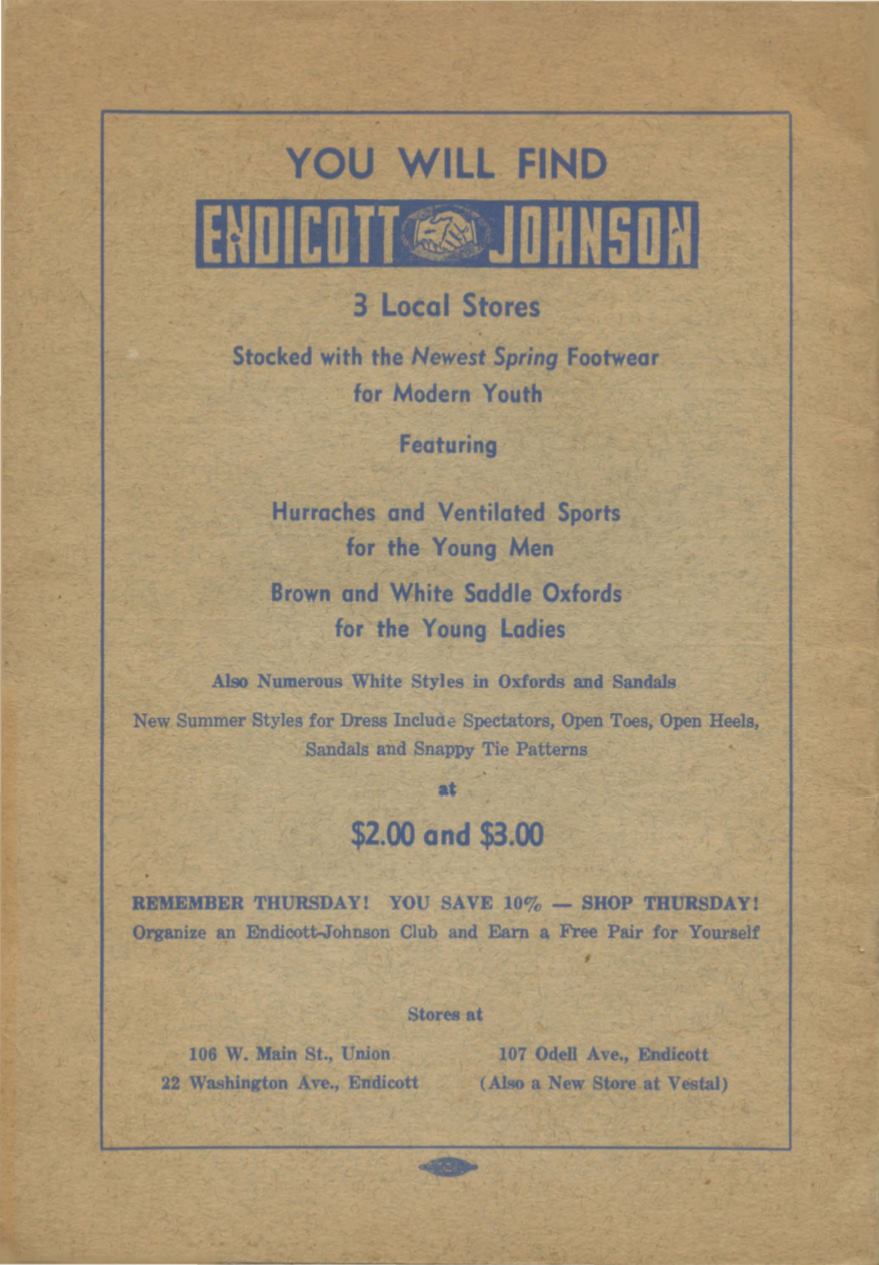 YOU WILL FIND
ENDICOTT JOHNSON
3 Local Stores
Stocked with the Newest Spring Footwear
for Modern Youth
Featuring
Hurraches and Ventilated Sports
for the Young Men
Brown and White Saddle Oxfords
for the Young Ladies
Also Numerous White Styles in Oxfords and Sandals
New Summer Styles for Dress Include Spectators, Open Toes, Open Heels,
Sandals and Snappy Tie Patterns
at
$2.00 and $3.00
REMEMBER THURSDAY! YOU SAVE 10% — SHOP THURSDAY!
Organize an Endicott-Johnson Club and Earn a Free Pair for Yourself
Stores at
106 W. Main St., Union
22 Washington Ave., Endicott
107 Odell Ave., Endicott
(Also a New Store at Vestal)